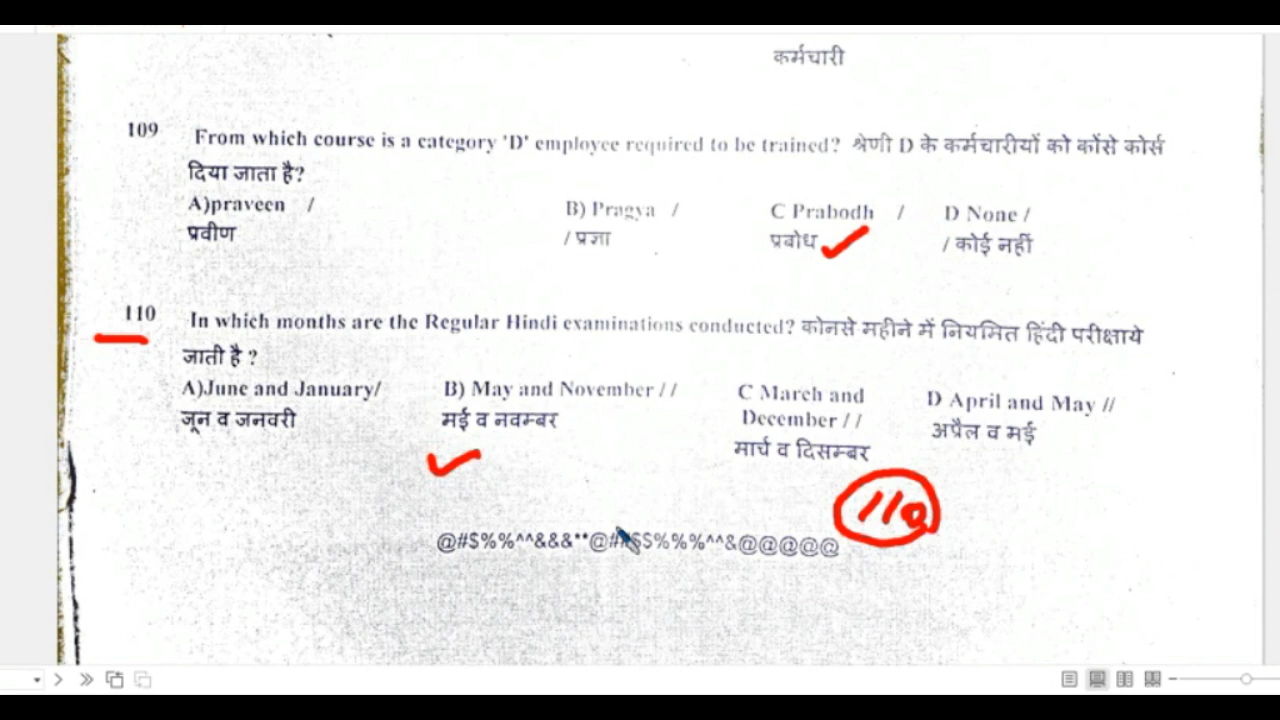 कर्मचारी
109 From which course is a category 'D' employee required to be trained? श्रेणी D के कर्मचारीयों को कोंसे कोर्स
दिया जाता है?
A)praveen / B) Pragya / C Prabodh / D None /
प्रवीण / प्रज्ञा प्रबोध / कोई नहीं
110 In which months are the Regular Hindi examinations conducted? कोनसे महीने में नियमित हिंदी परीक्षाये
जाती है ?
A)June and January/ B) May and November // C March and D April and May //
जून व जनवरी मई व नवम्बर December // अप्रैल व मई
मार्च व दिसम्बर
110
@#$%%^^&&&**@##$$%%%^^&@@@@@